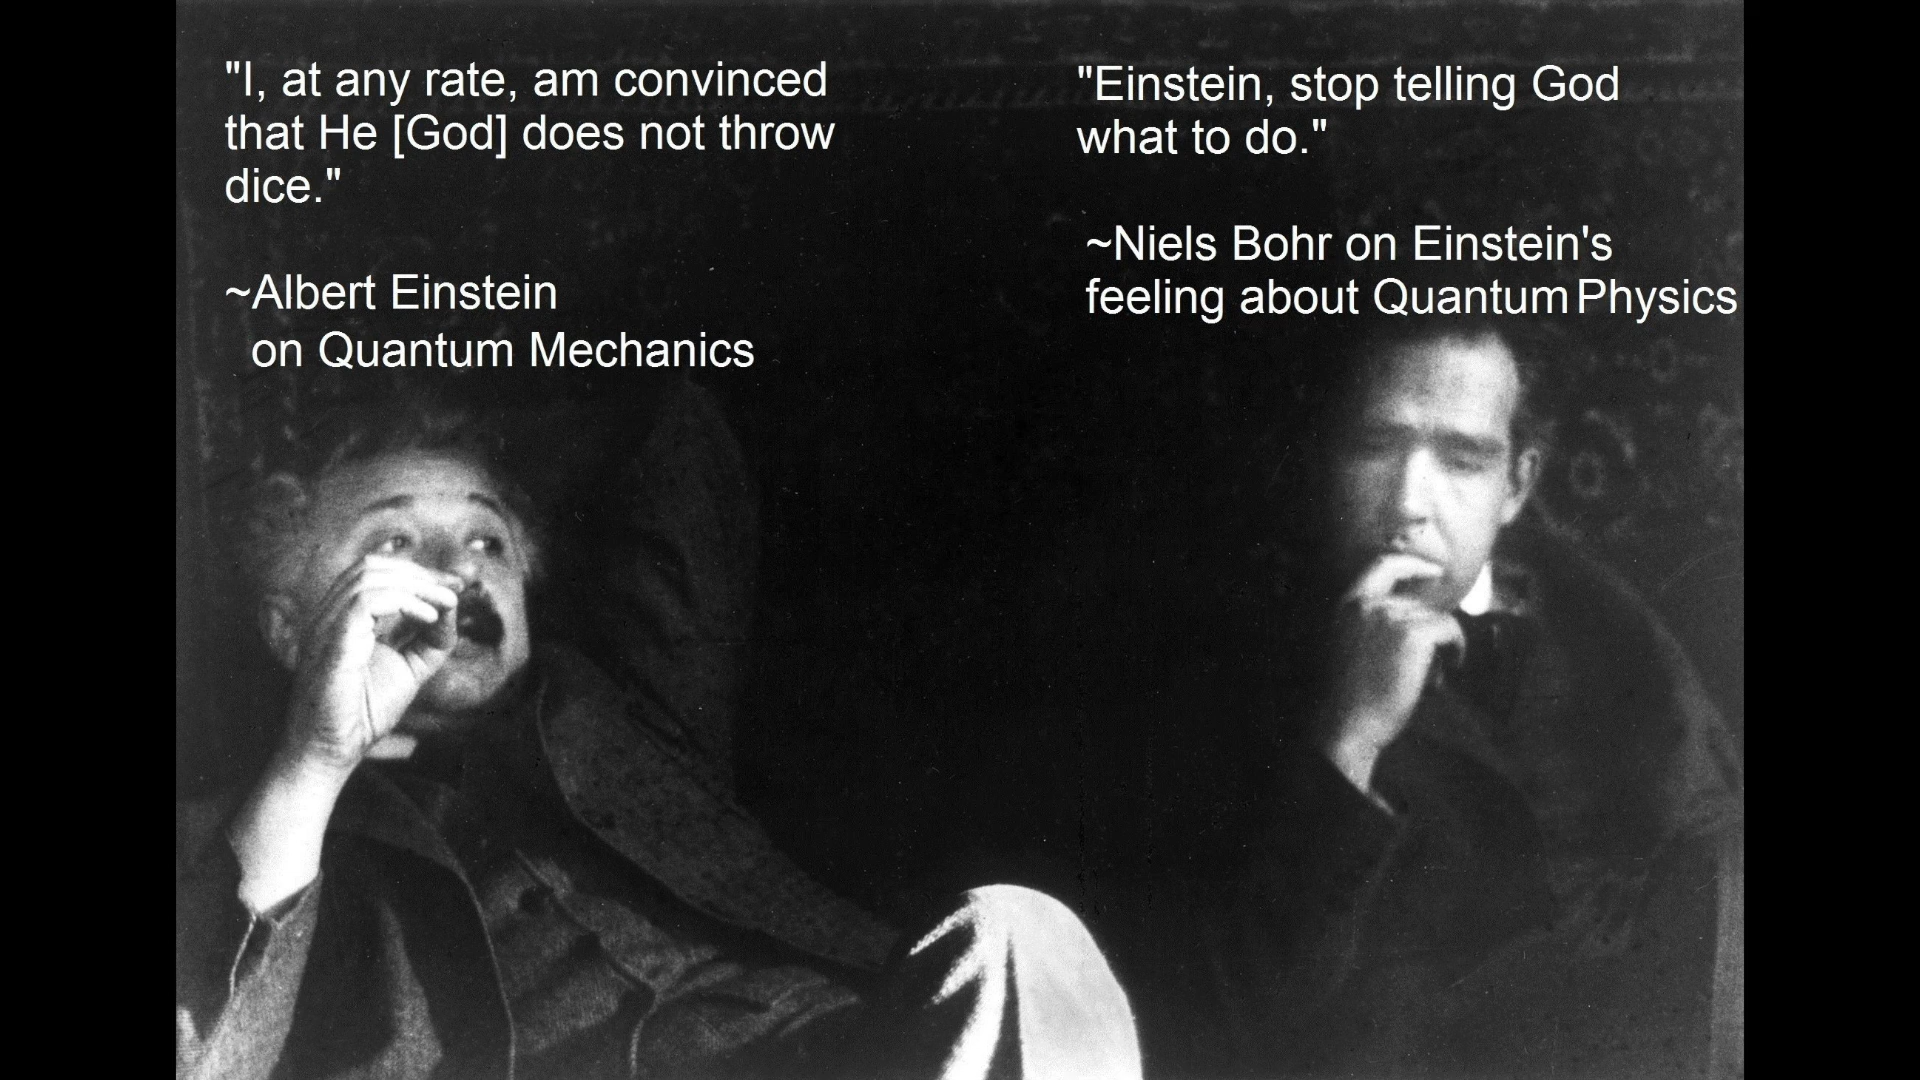 "I, at any rate, am convinced
that He [God] does not throw
dice."
~Albert Einstein
on Quantum Mechanics
"Einstein, stop telling God
what to do."
~Niels Bohr on Einstein's
feeling about Quantum Physics